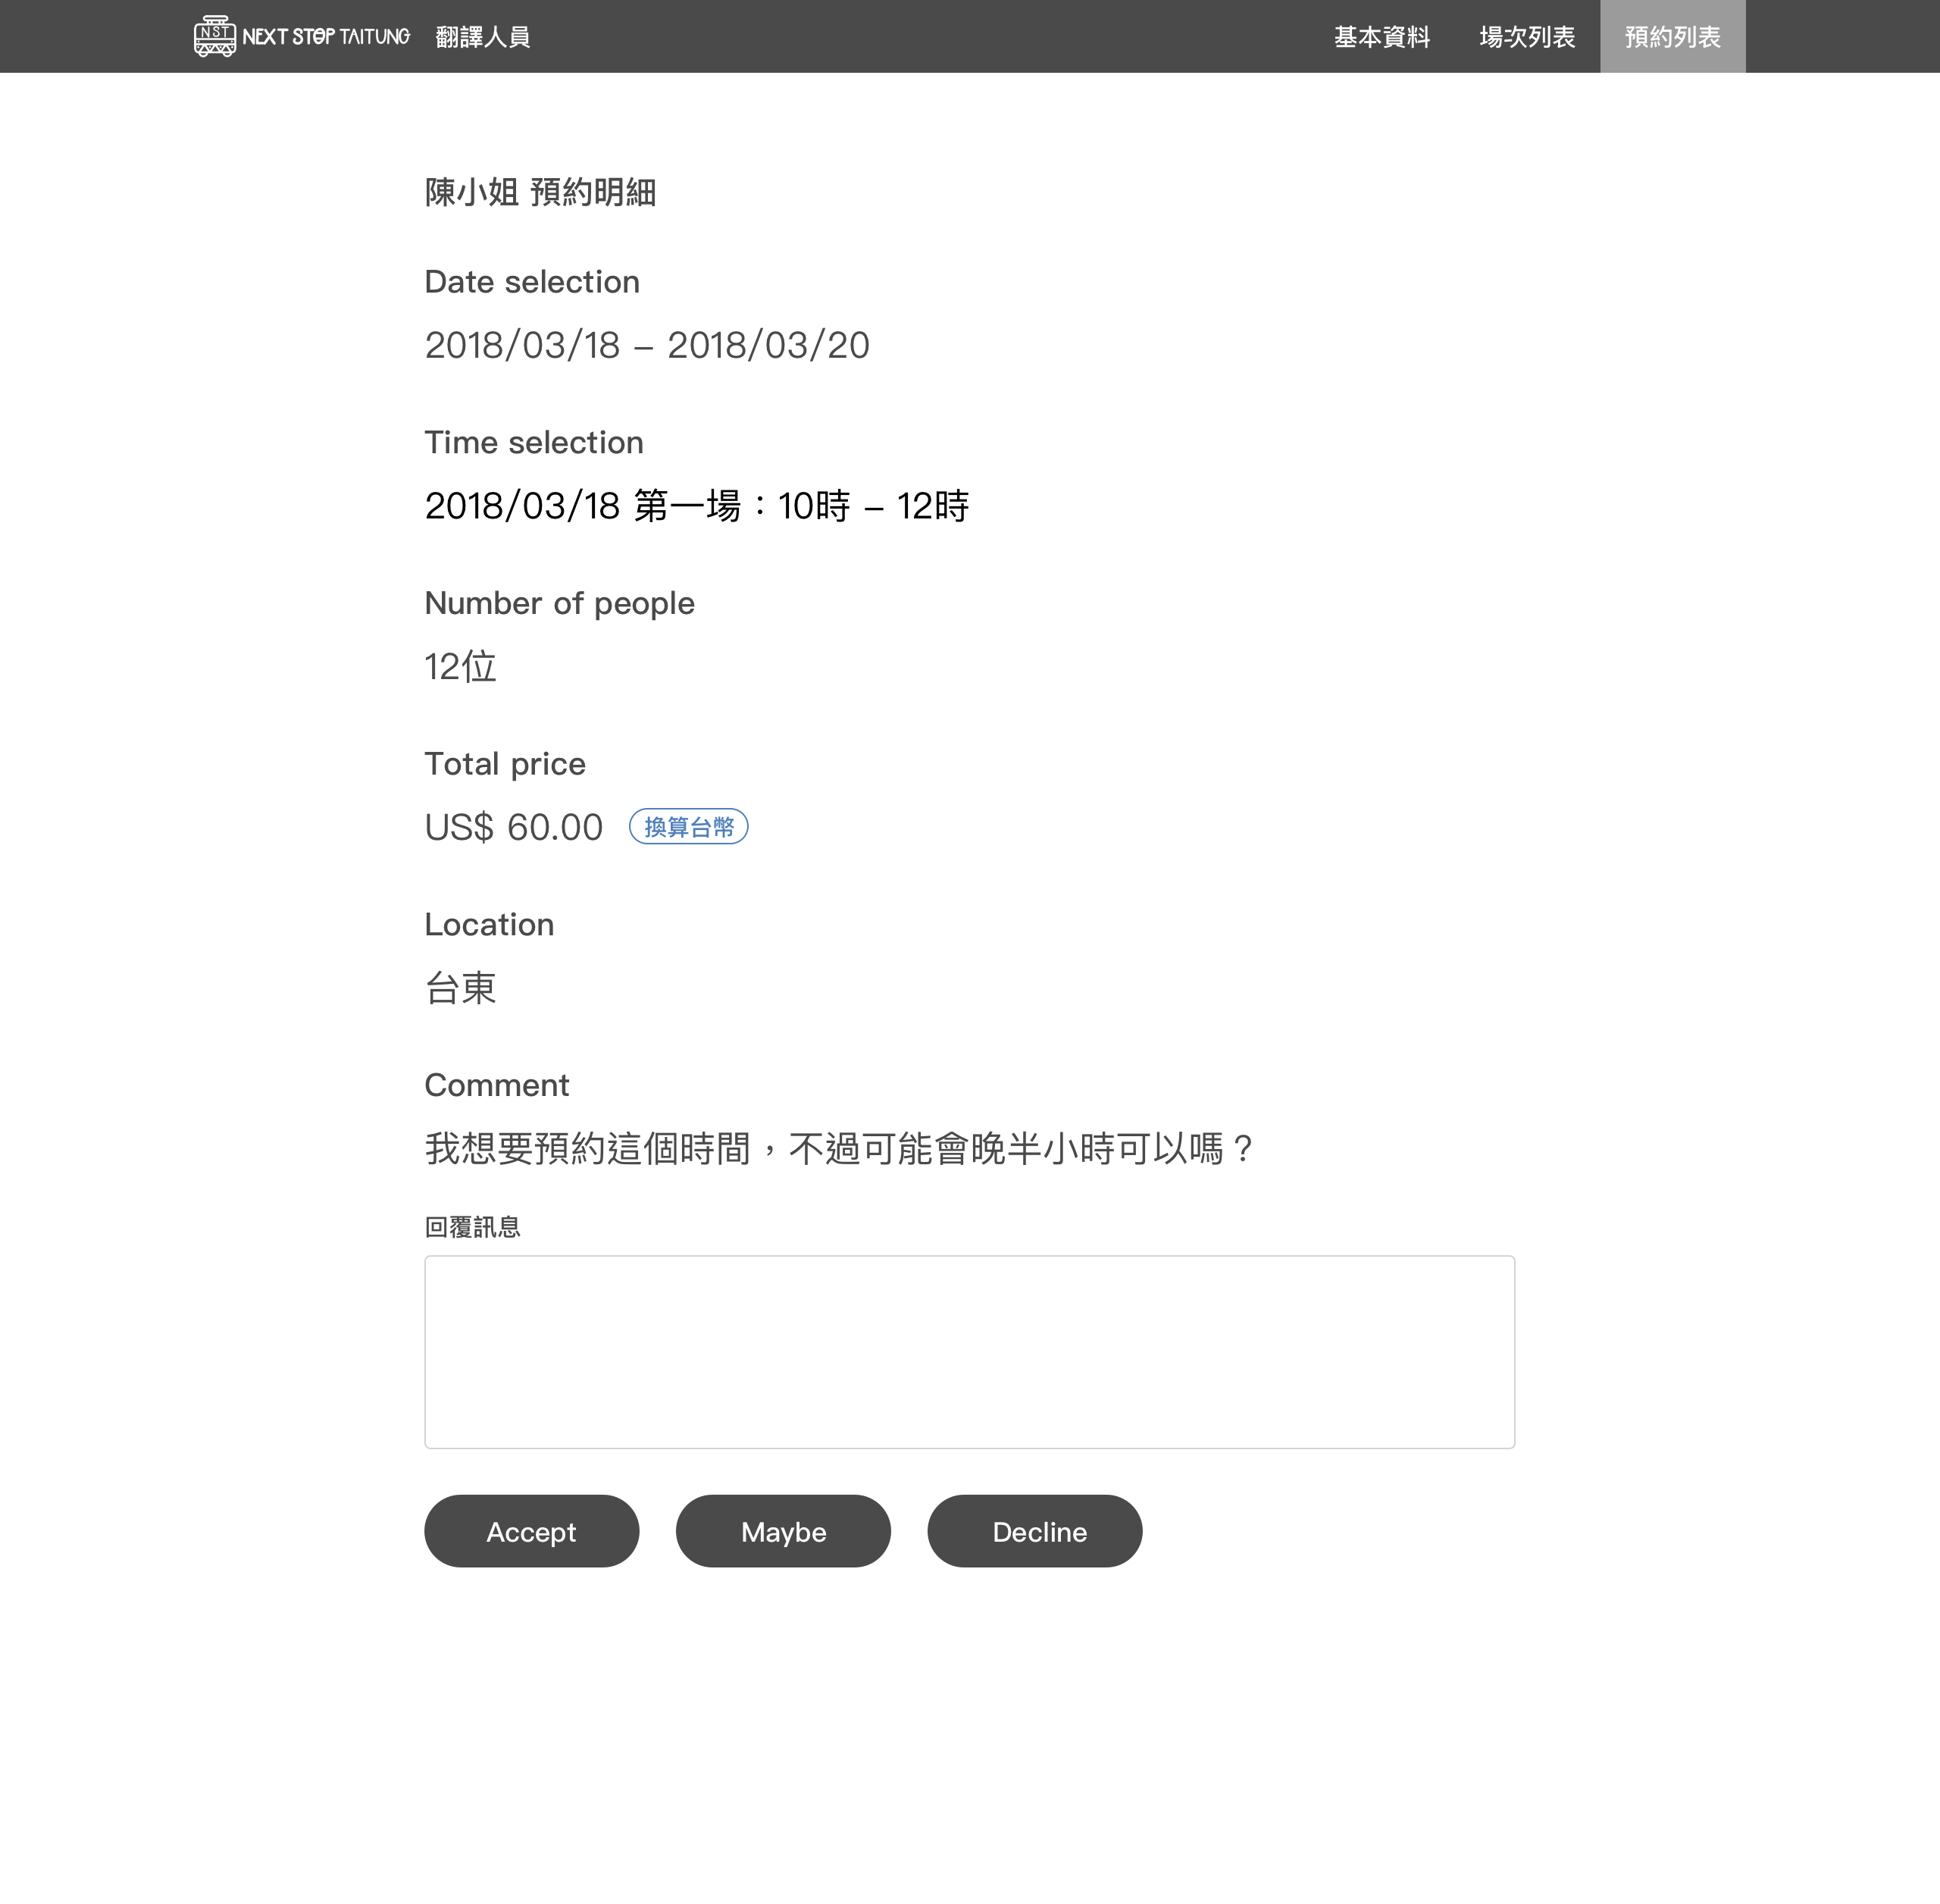 NST NEXT STOP TAITUNG 翻譯人員 基本資料 場次列表 預約列表
陳小姐 預約明細
Date selection
2018/03/18 – 2018/03/20
Time selection
2018/03/18 第一場：10時 – 12時
Number of people
12位
Total price
US$ 60.00 換算台幣
Location
台東
Comment
我想要預約這個時間，不過可能會晚半小時可以嗎？
回覆訊息
Accept Maybe Decline